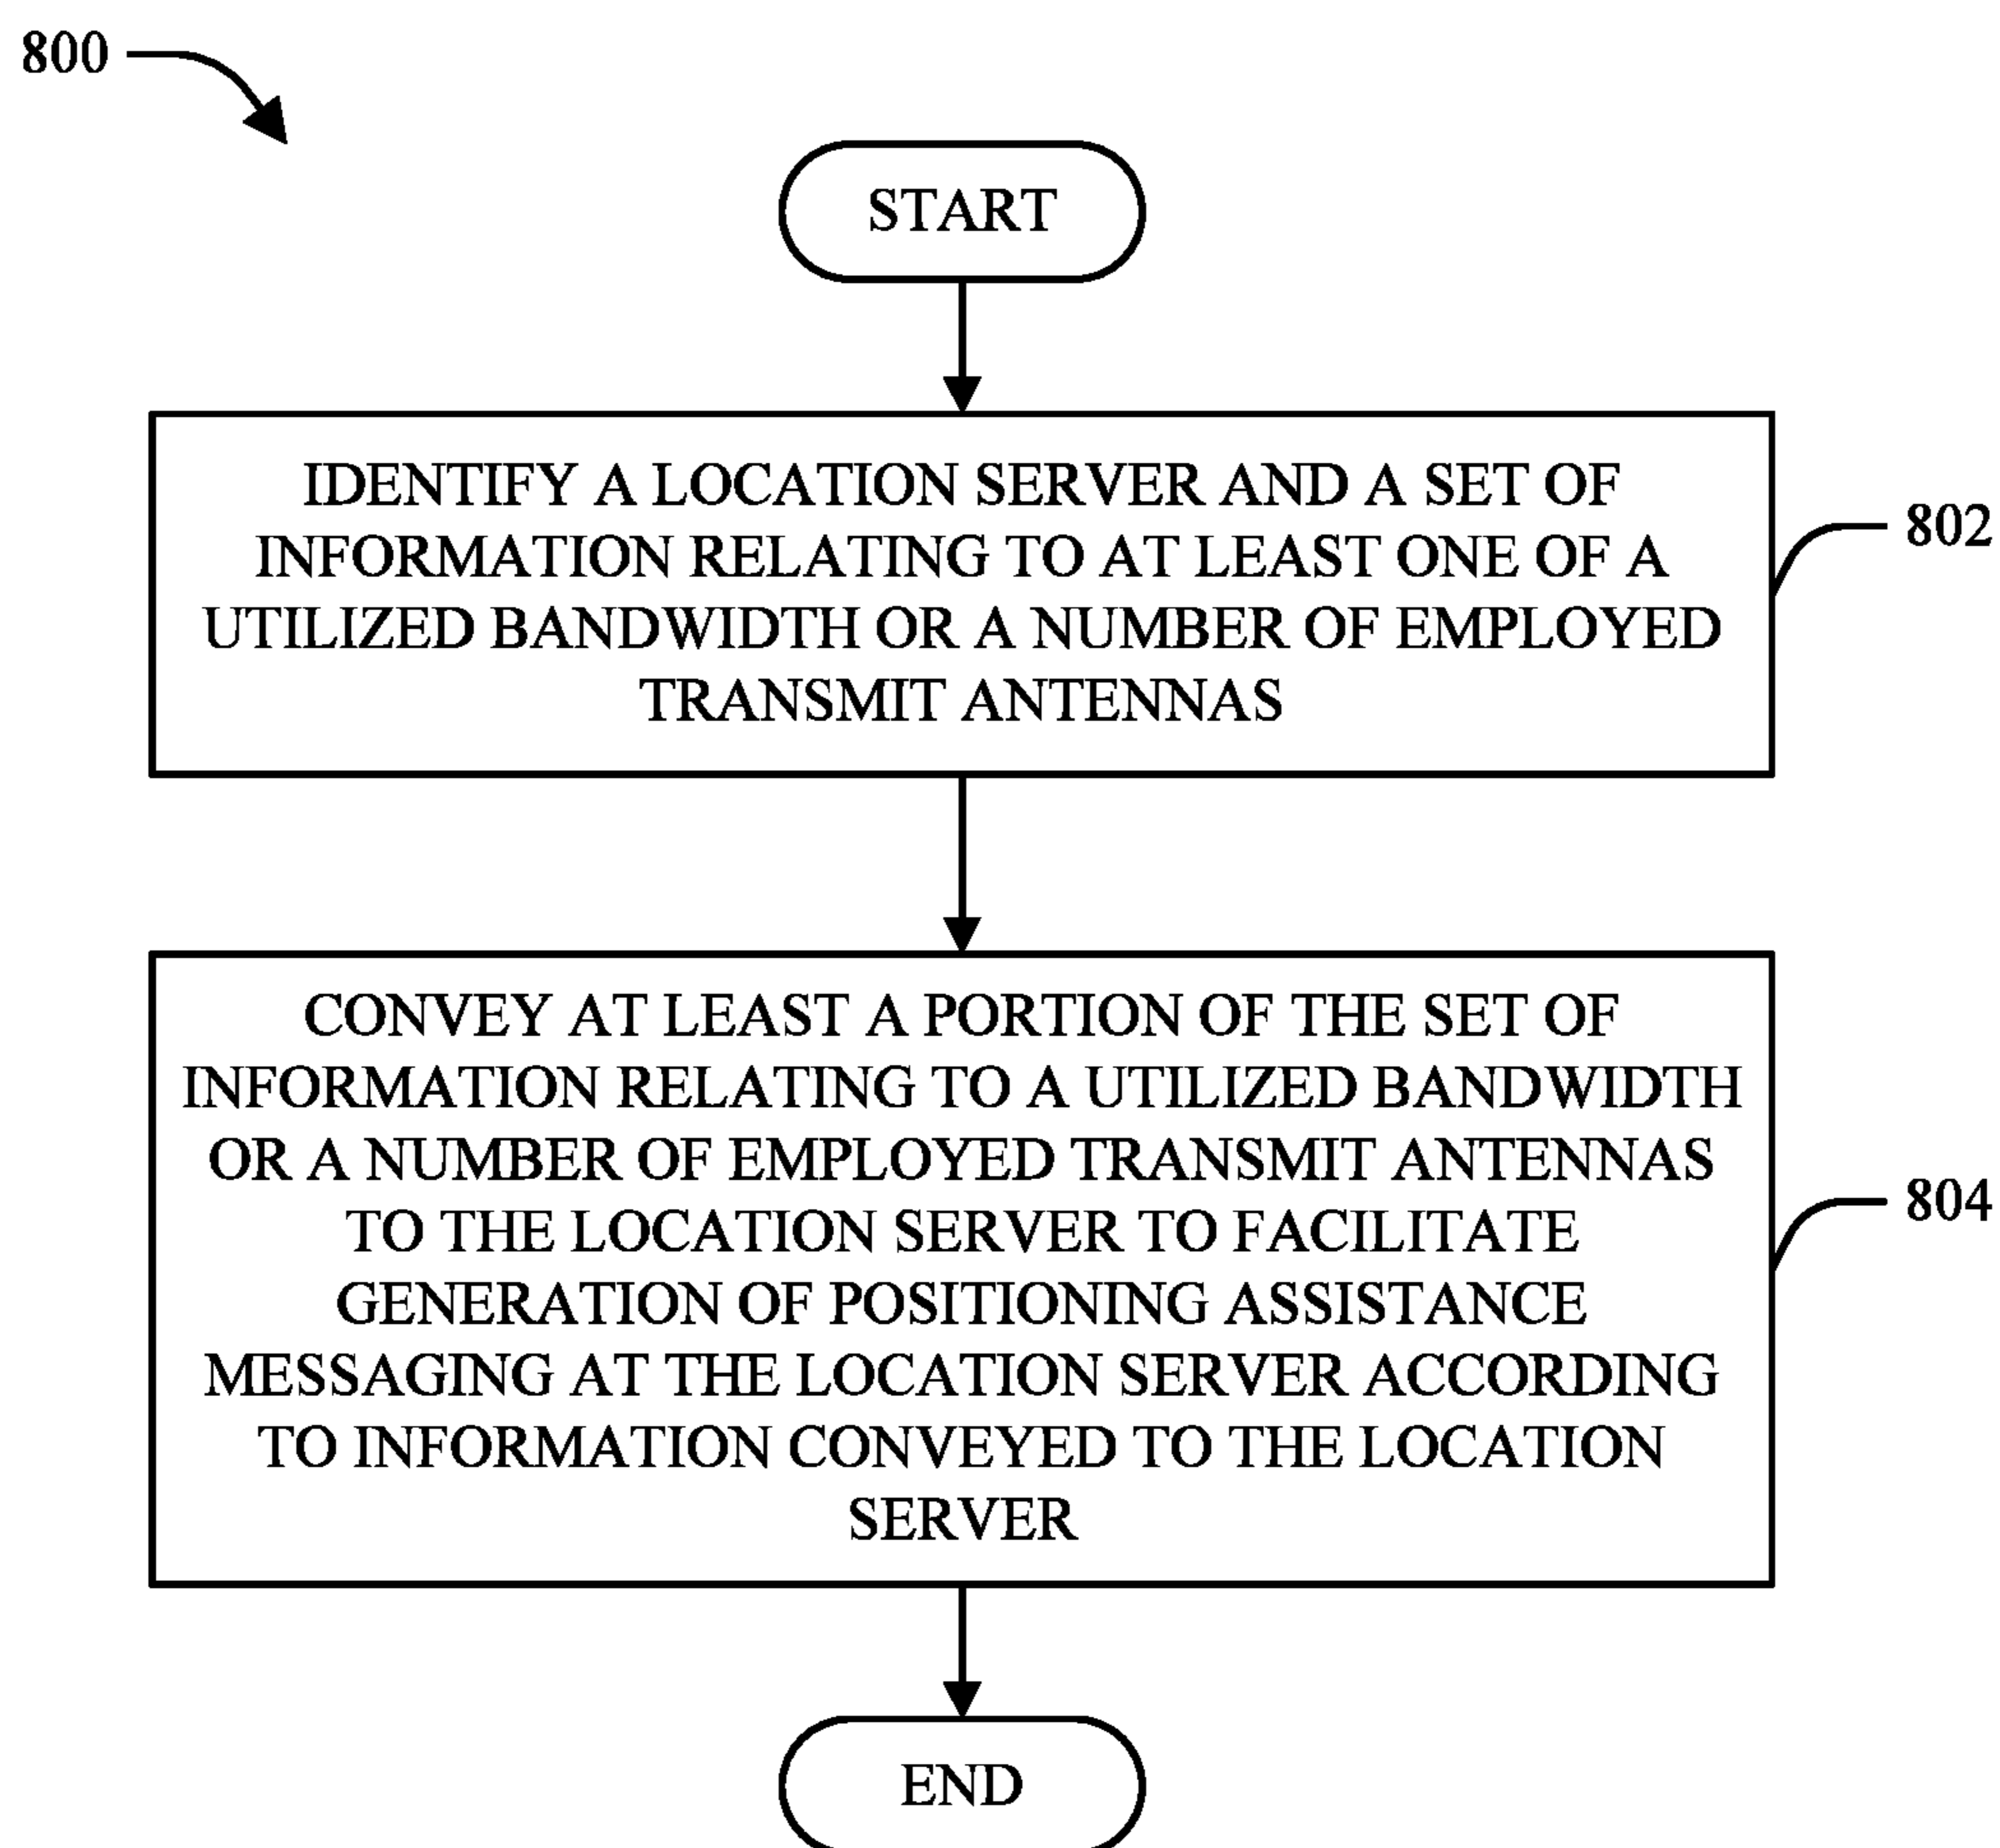 800
START
IDENTIFY A LOCATION SERVER AND A SET OF
INFORMATION RELATING TO AT LEAST ONE OF A
UTILIZED BANDWIDTH OR A NUMBER OF EMPLOYED
TRANSMIT ANTENNAS
802
CONVEY AT LEAST A PORTION OF THE SET OF
INFORMATION RELATING TO A UTILIZED BANDWIDTH
OR A NUMBER OF EMPLOYED TRANSMIT ANTENNAS
TO THE LOCATION SERVER TO FACILITATE
GENERATION OF POSITIONING ASSISTANCE
MESSAGING AT THE LOCATION SERVER ACCORDING
TO INFORMATION CONVEYED TO THE LOCATION
SERVER
804
END